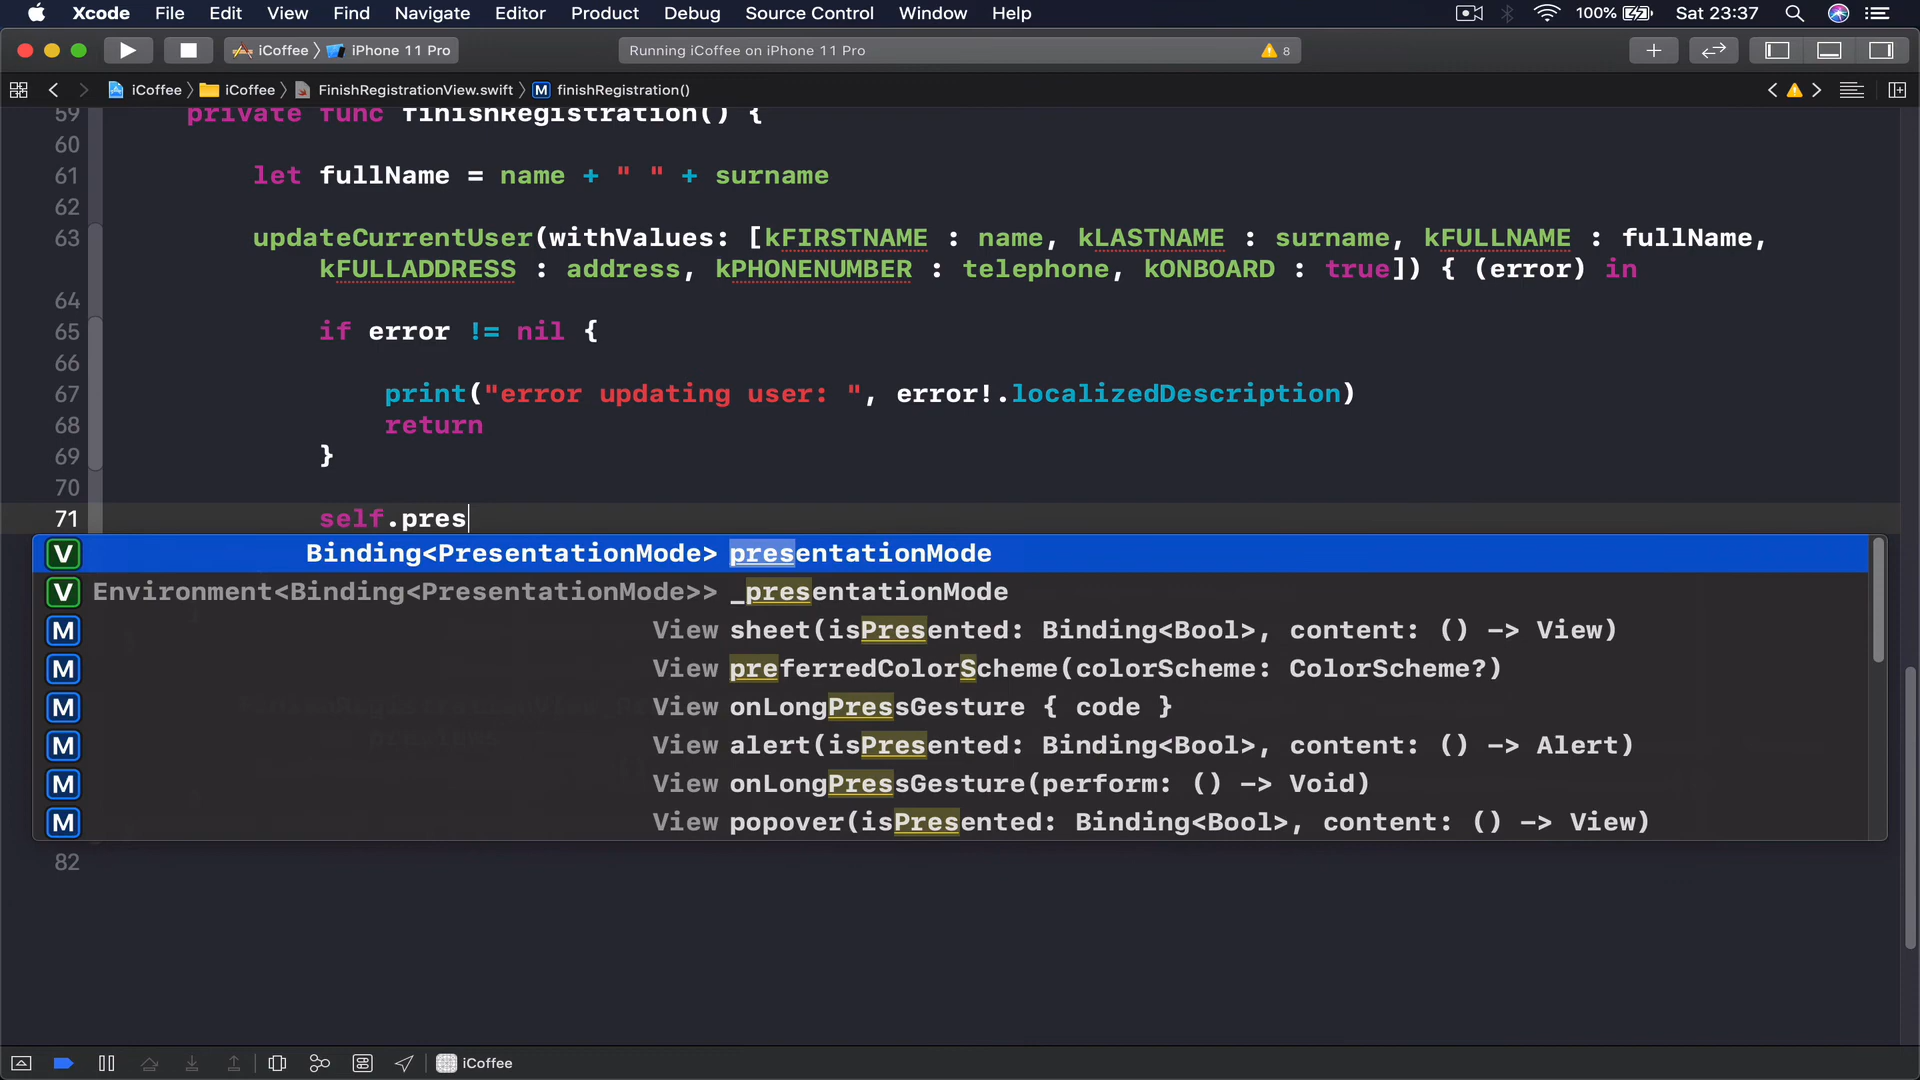 Xcode File Edit View Find Navigate Editor Product Debug Source Control Window Help 100% Sat 23:37
iCoffee iPhone 11 Pro Running iCoffee on iPhone 11 Pro 8
iCoffee iCoffee FinishRegistrationView.swift M finishRegistration()
59 private func finishRegistration() {
60
61 let fullName = name + " " + surname
62
63 updateCurrentUser(withValues: [kFIRSTNAME : name, kLASTNAME : surname, kFULLNAME : fullName,
kFULLADDRESS : address, kPHONENUMBER : telephone, kONBOARD : true]) { (error) in
64
65 if error != nil {
66
67 print("error updating user: ", error!.localizedDescription)
68 return
69 }
70
71 self.pres
V Binding<PresentationMode> presentationMode
V Environment<Binding<PresentationMode>> _presentationMode
M View sheet(isPresented: Binding<Bool>, content: () -> View)
M View preferredColorScheme(colorScheme: ColorScheme?)
M View onLongPressGesture { code }
M View alert(isPresented: Binding<Bool>, content: () -> Alert)
M View onLongPressGesture(perform: () -> Void)
M View popover(isPresented: Binding<Bool>, content: () -> View)
82
iCoffee